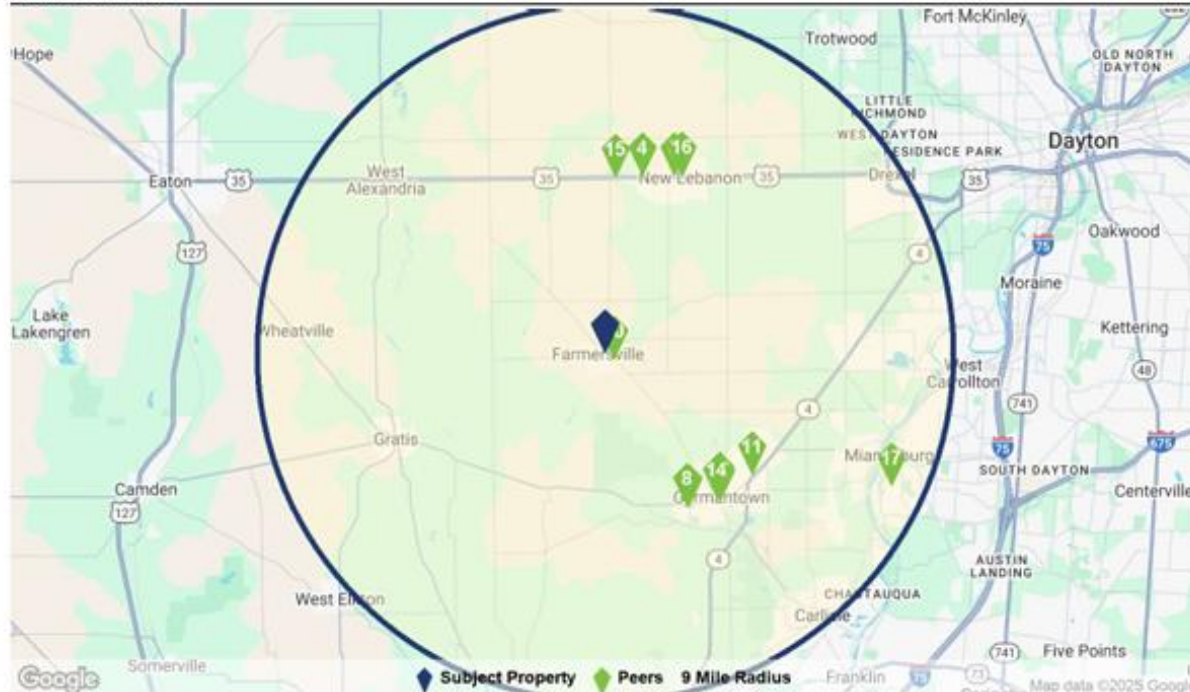 Fort McKinley
Trotwood
Hope
OLD NORTH
DAYTON
LITTLE
RICHMOND
WEST DAYTON
Dayton
RESIDENCE PARK
15
4
16
West
Alexandria
Eaton
35
35
New Lebanon
35
Drexel
35
127
Oakwood
4
75
Moraine
Lake
Lakengren
Wheatville
Farmersville
Kettering
West
Carrollton
48
4
741
Gratis
11
Miamisburg
17
75
675
14
8
SOUTH DAYTON
Germantown
Camden
Centerville
127
4
AUSTIN
LANDING
West Elkton
CHAUTAUQUA
Carlisle
741
Five Points
Somerville
Google
Subject Property
Peers
9 Mile Radius
Franklin
73
Map data ©2025 Google